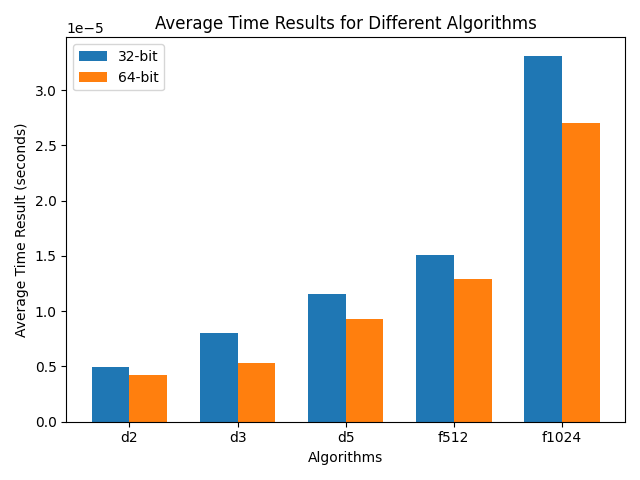 Average Time Results for Different Algorithms
1e−5
32-bit
64-bit
3.0
2.5
2.0
1.5
1.0
0.5
0.0
Average Time Result (seconds)
d2 d3 d5 f512 f1024
Algorithms